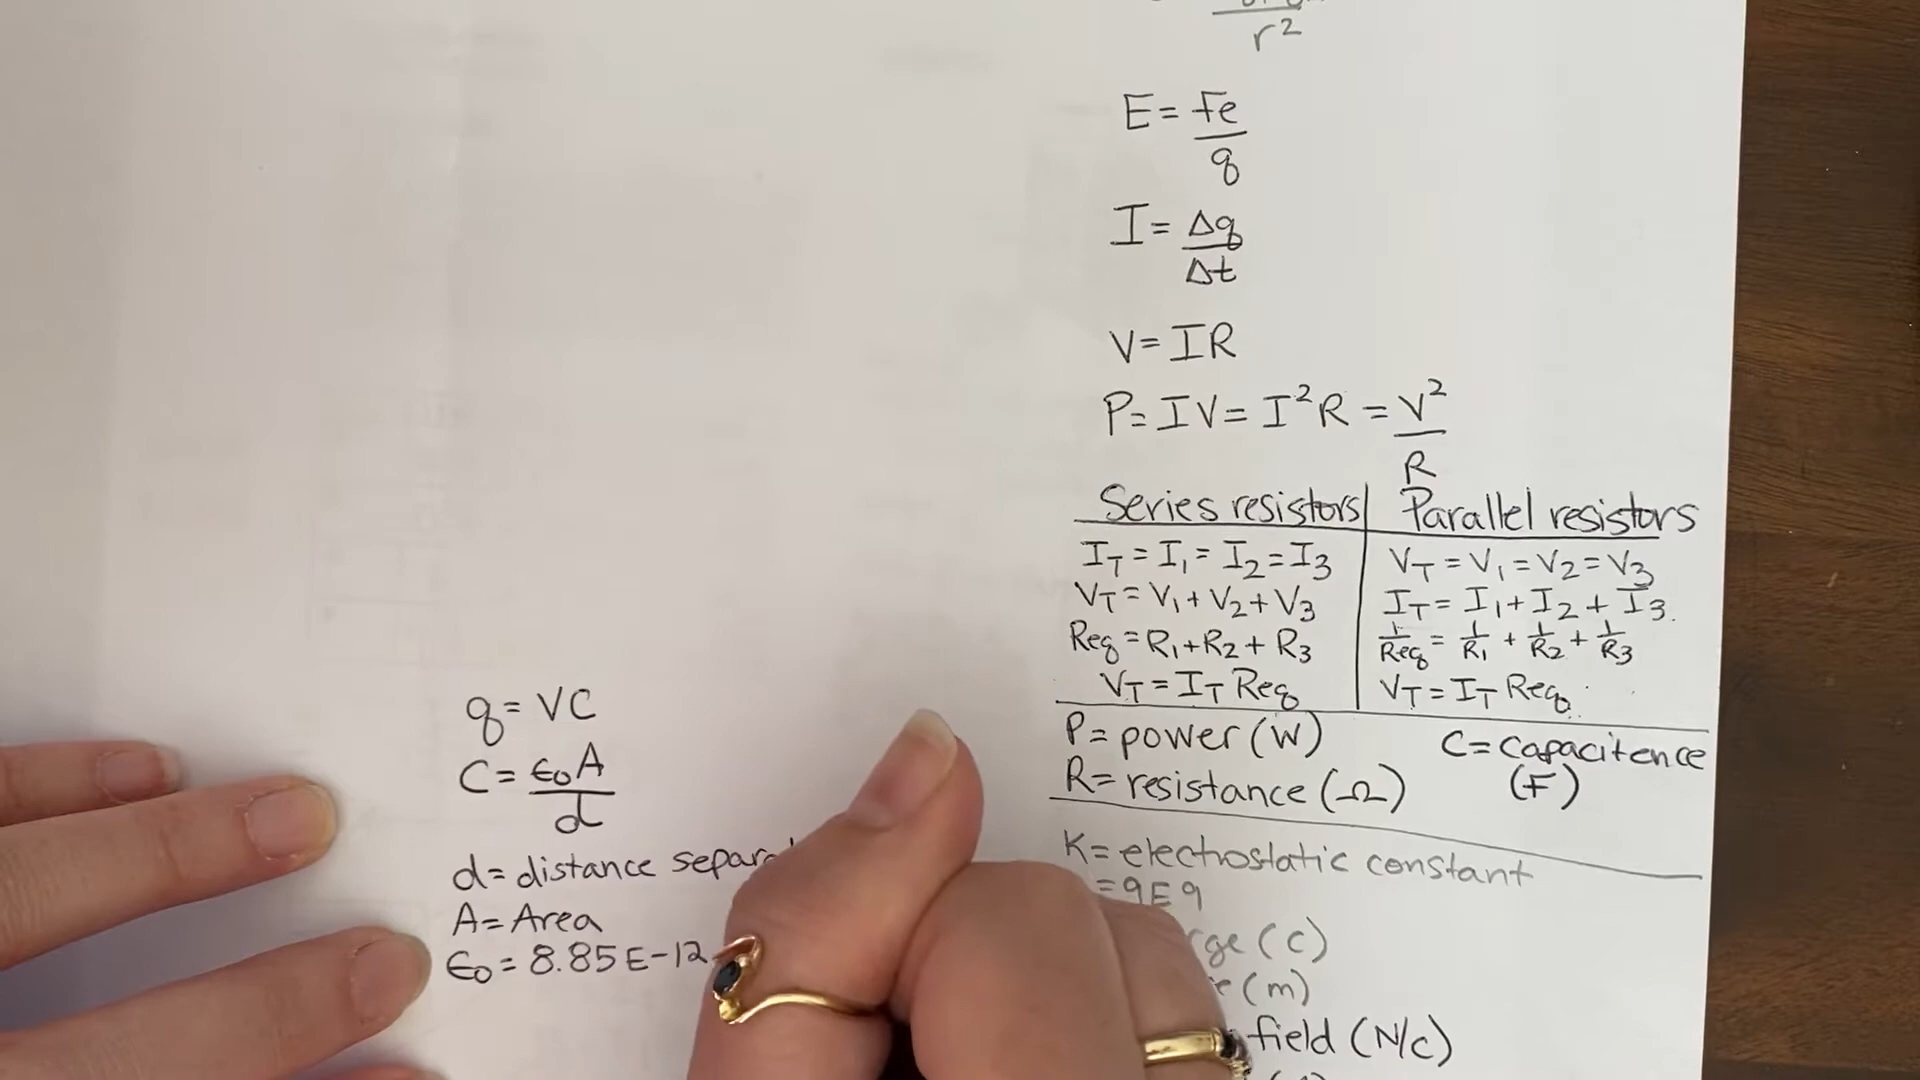 r²
E = Fe/q
I = Δq/Δt
V = IR
P = IV = I²R = V²/R
Series resistors | Parallel resistors
I_T = I₁ = I₂ = I₃ | V_T = V₁ = V₂ = V₃
V_T = V₁ + V₂ + V₃ | I_T = I₁ + I₂ + I₃
Req = R₁ + R₂ + R₃ | 1/Req = 1/R₁ + 1/R₂ + 1/R₃
V_T = I_T Req | V_T = I_T Req
P = power (W)
R = resistance (Ω)
C = capacitence
(F)
K = electrostatic constant
= 9E9
(C)
(m)
field (N/C)
q = VC
C = ε₀A/d
d = distance
A = Area
ε₀ = 8.85E-12